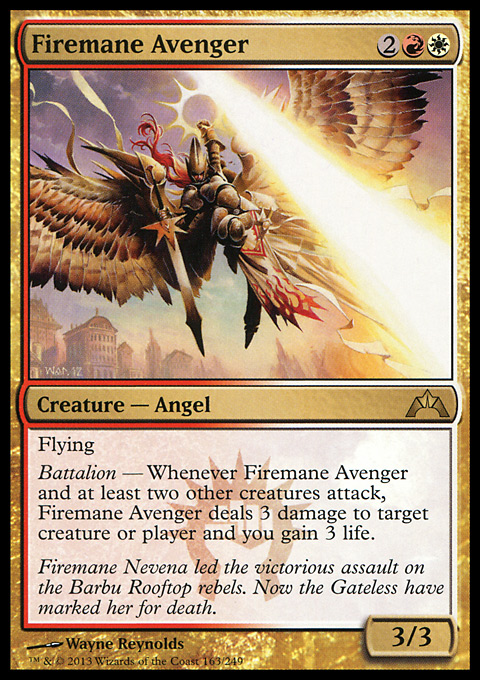 Firemane Avenger 2
WAR.12
Creature — Angel
Flying
Battalion — Whenever Firemane Avenger
and at least two other creatures attack,
Firemane Avenger deals 3 damage to target
creature or player and you gain 3 life.
Firemane Nevena led the victorious assault on
the Barbu Rooftop rebels. Now the Gateless have
marked her for death.
3/3
Wayne Reynolds
™ & © 2013 Wizards of the Coast 163/249